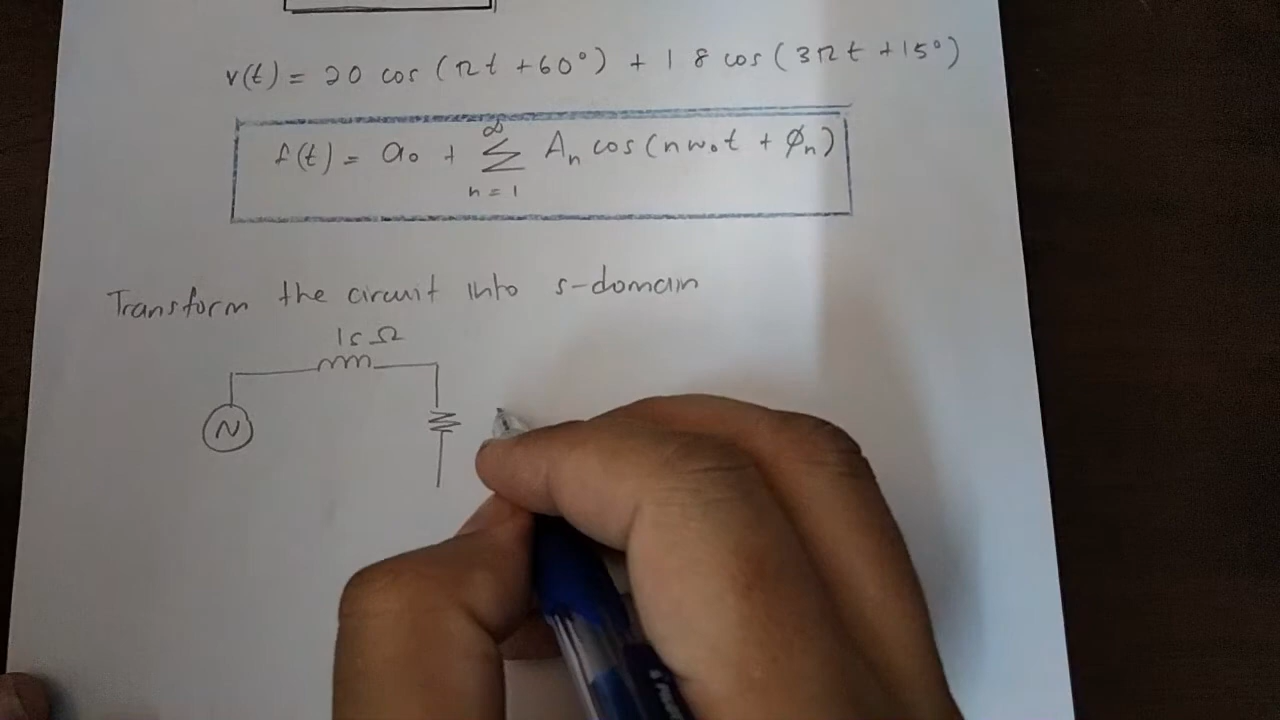 v(t) = 20 cos (πt + 60°) + 18 cos (3πt + 15°)
∞
f(t) = a₀ + Σ Aₙ cos (nω₀t + ϕₙ)
n = 1
Transform the circuit into s-domain
1s Ω
N